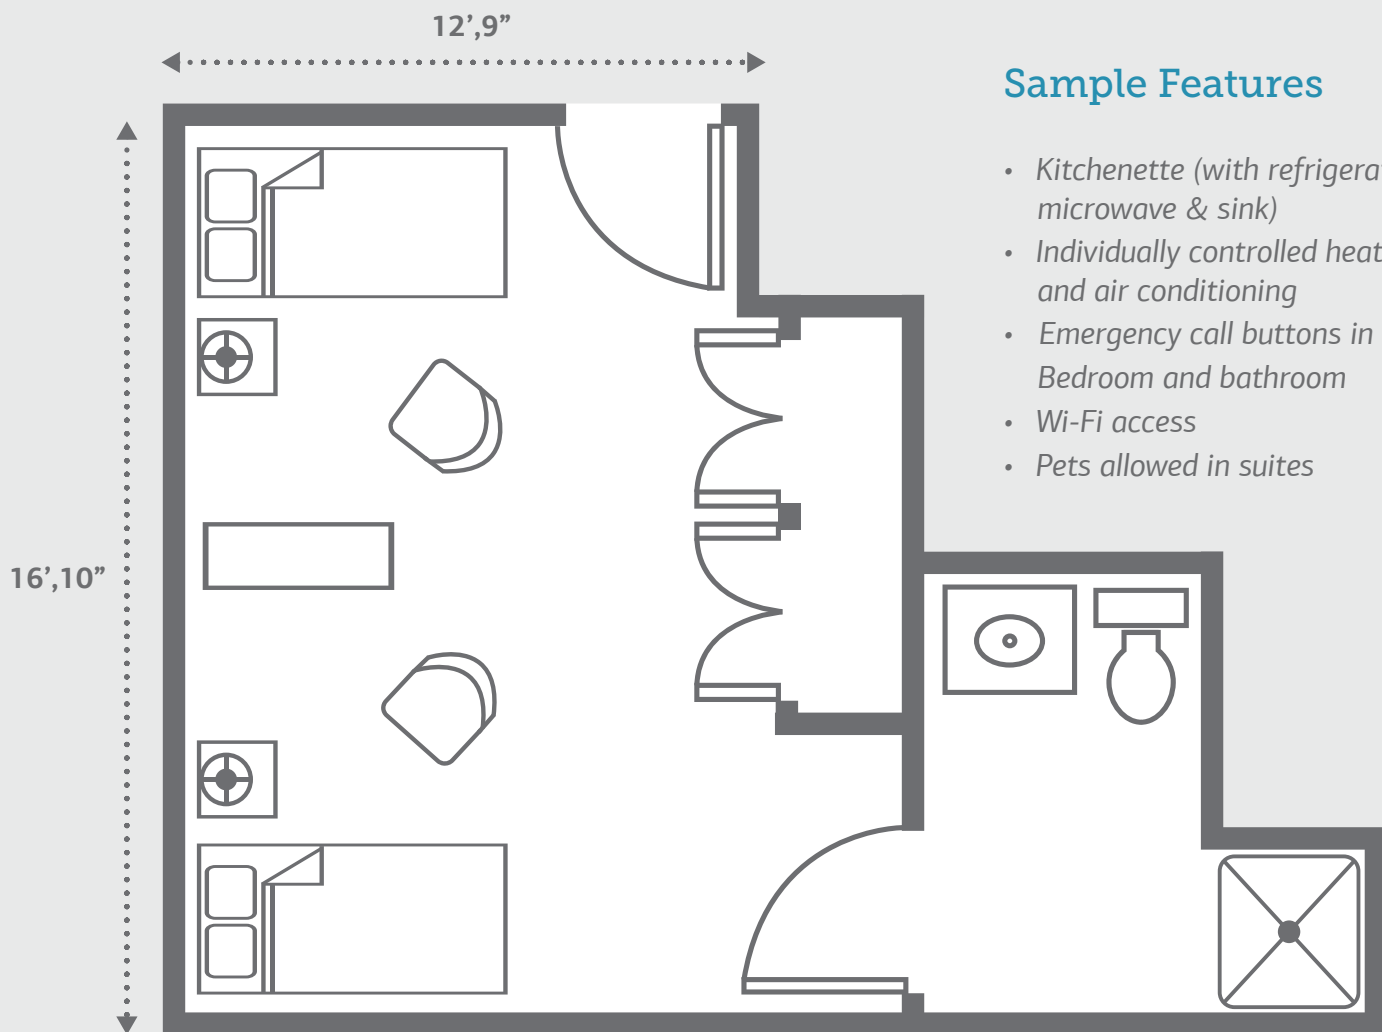 12’,9”
Sample Features
• Kitchenette (with
microwave & sink)
• Individually controlled heat
and air conditioning
• Emergency call buttons in
Bedroom and bathroom
• Wi-Fi access
• Pets allowed in suites
16’,10”